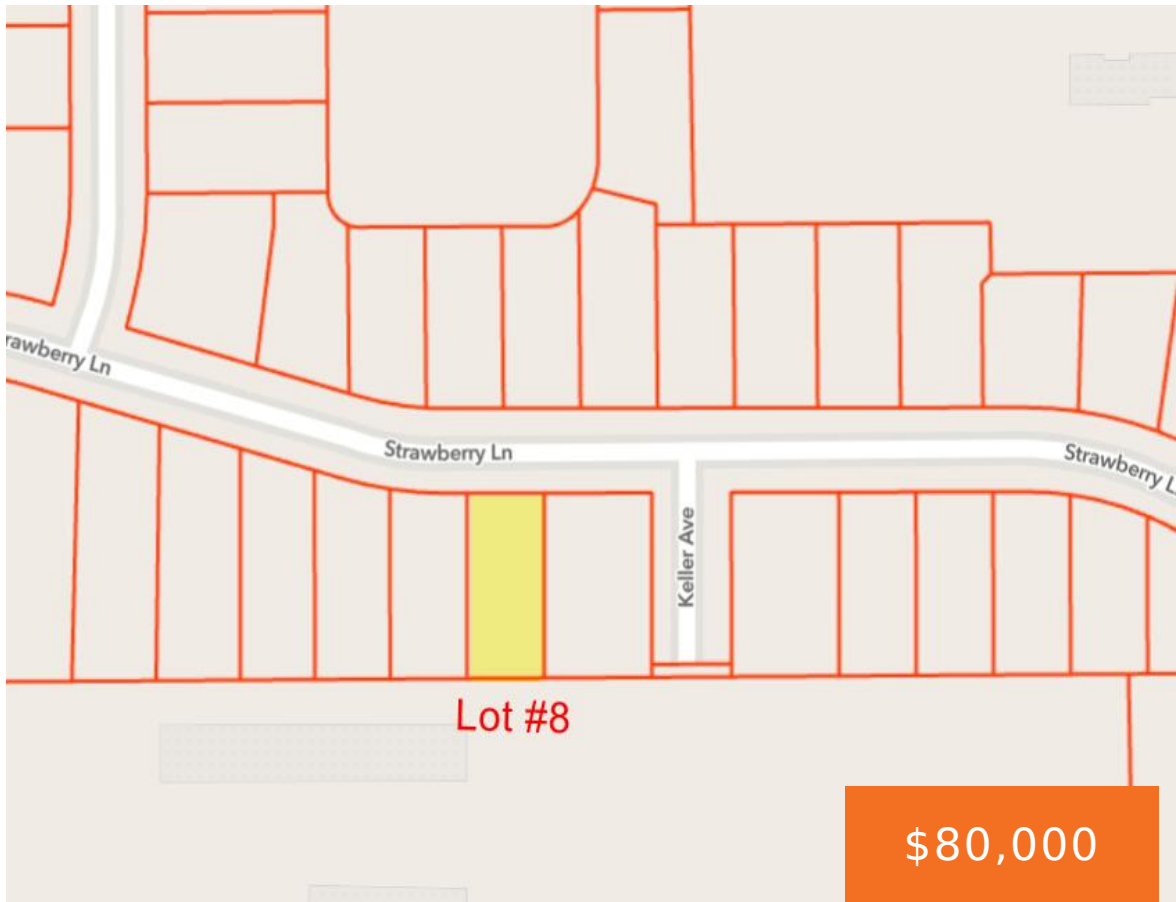 rawberry Ln
Strawberry Ln
Strawberry L
Keller Ave
Lot #8
$80,000